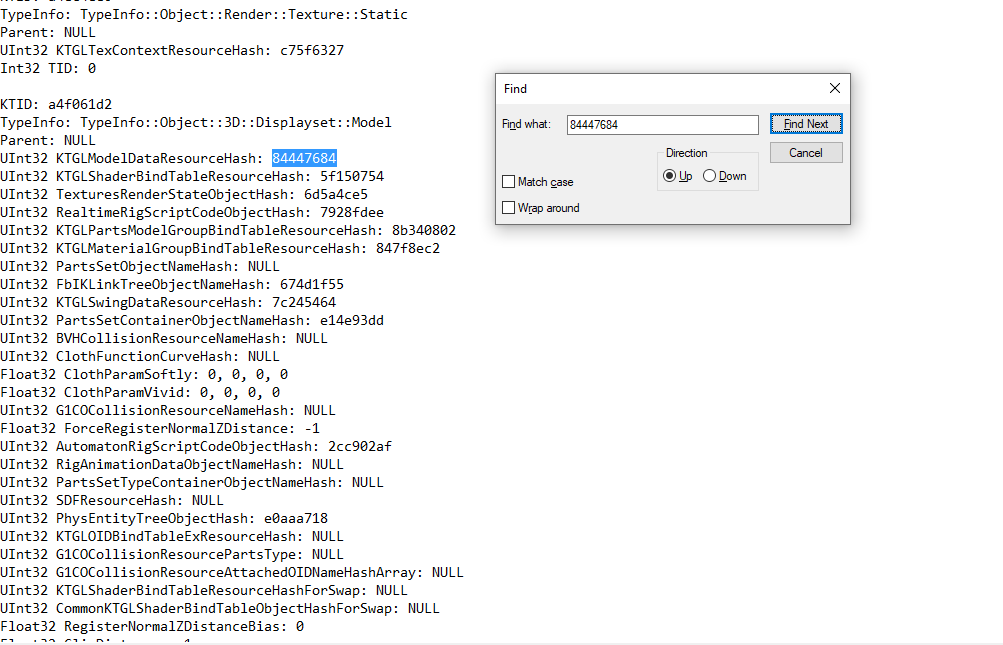 TypeInfo: TypeInfo::Object::Render::Texture::Static
Parent: NULL
UInt32 KTGLTexContextResourceHash: c75f6327
Int32 TID: 0
KTID: a4f061d2
TypeInfo: TypeInfo::Object::3D::Displayset::Model
Parent: NULL
UInt32 KTGLModelDataResourceHash: 84447684
UInt32 KTGLShaderBindTableResourceHash: 5f150754
UInt32 TexturesRenderStateObjectHash: 6d5a4ce5
UInt32 RealtimeRigScriptCodeObjectHash: 7928fdee
UInt32 KTGLPartsModelGroupBindTableResourceHash: 8b340802
UInt32 KTGLMaterialGroupBindTableResourceHash: 847f8ec2
UInt32 PartsSetObjectNameHash: NULL
UInt32 FbIKLinkTreeObjectNameHash: 674d1f55
UInt32 KTGLSwingDataResourceHash: 7c245464
UInt32 PartsSetContainerObjectNameHash: e14e93dd
UInt32 BVHCollisionResourceNameHash: NULL
UInt32 ClothFunctionCurveHash: NULL
Float32 ClothParamSoftly: 0, 0, 0, 0
Float32 ClothParamVivid: 0, 0, 0, 0
UInt32 G1COCollisionResourceNameHash: NULL
Float32 ForceRegisterNormalZDistance: -1
UInt32 AutomatonRigScriptCodeObjectHash: 2cc902af
UInt32 RigAnimationDataObjectNameHash: NULL
UInt32 PartsSetTypeContainerObjectNameHash: NULL
UInt32 SDFResourceHash: NULL
UInt32 PhysEntityTreeObjectHash: e0aaa718
UInt32 KTGLOIDBindTableExResourceHash: NULL
UInt32 G1COCollisionResourcePartsType: NULL
UInt32 G1COCollisionResourceAttachedOIDNameHashArray: NULL
UInt32 KTGLShaderBindTableResourceHashForSwap: NULL
UInt32 CommonKTGLShaderBindTableObjectHashForSwap: NULL
Float32 RegisterNormalZDistanceBias: 0
Find
Find what: 84447684 Find Next
Direction Cancel
Up Down
Match case
Wrap around